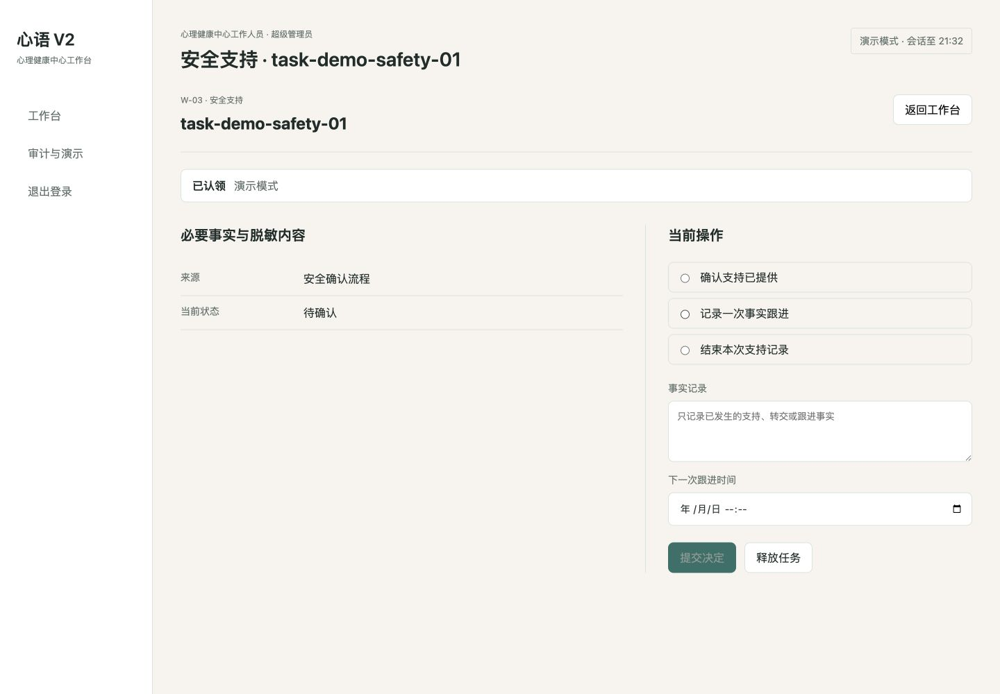 心语 V2
心理健康中心工作台
工作台
审计与演示
退出登录
心理健康中心工作人员 · 超级管理员
安全支持 · task-demo-safety-01
演示模式 · 会话至 21:32
W-03 · 安全支持
task-demo-safety-01
返回工作台
已认领 演示模式
必要事实与脱敏内容
来源 安全确认流程
当前状态 待确认
当前操作
确认支持已提供
记录一次事实跟进
结束本次支持记录
事实记录
只记录已发生的支持、转交或跟进事实
下一次跟进时间
年 /月/日 --:--
提交决定 释放任务